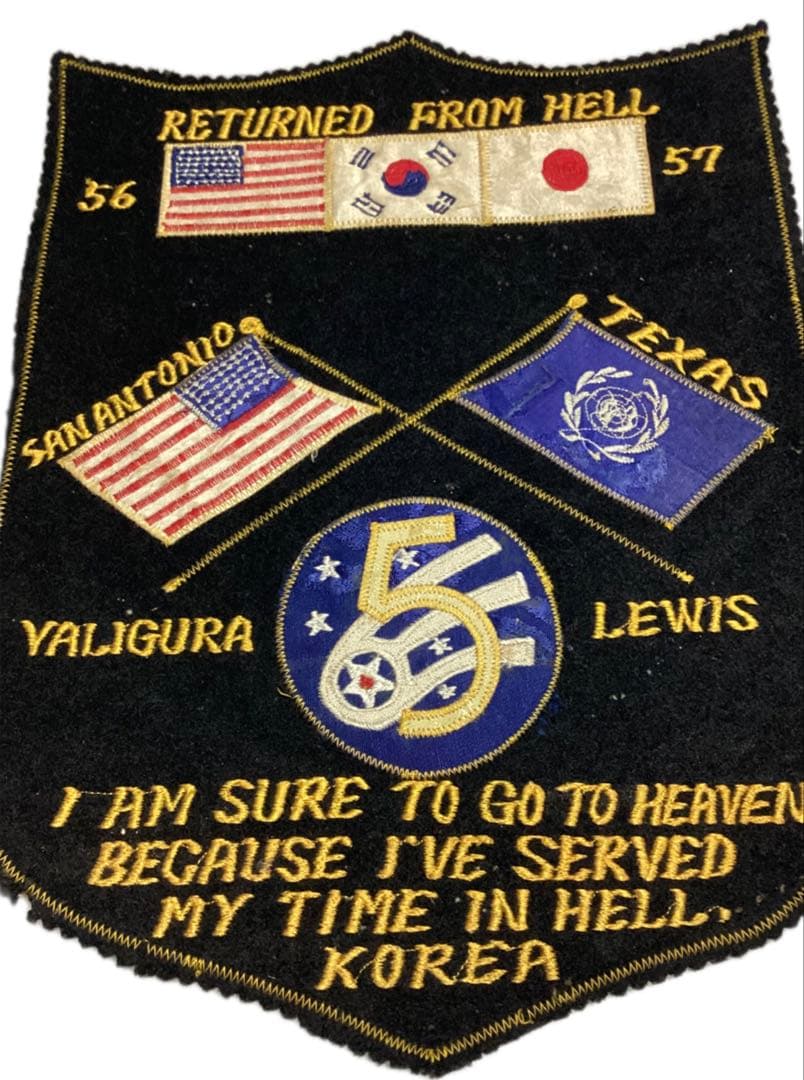 RETURNED FROM HELL
56 57
SAN ANTONIO TEXAS
5
VALIGURA LEWIS
I AM SURE TO GO TO HEAVEN
BECAUSE I'VE SERVED
MY TIME IN HELL.
KOREA